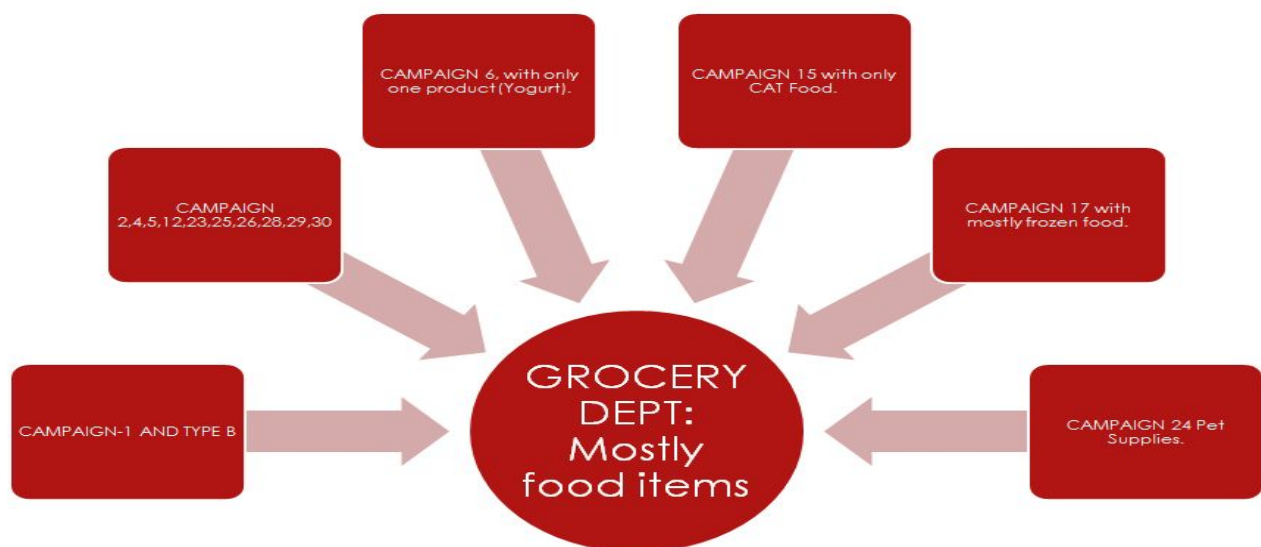 CAMPAIGN 6, with only
one product (Yogurt).
CAMPAIGN 15 with only
CAT Food.
CAMPAIGN
2,4,5,12,23,25,26,28,29,30
CAMPAIGN 17 with
mostly frozen food.
CAMPAIGN-1 AND TYPE B
GROCERY
DEPT:
Mostly
food items
CAMPAIGN 24 Pet
Supplies.